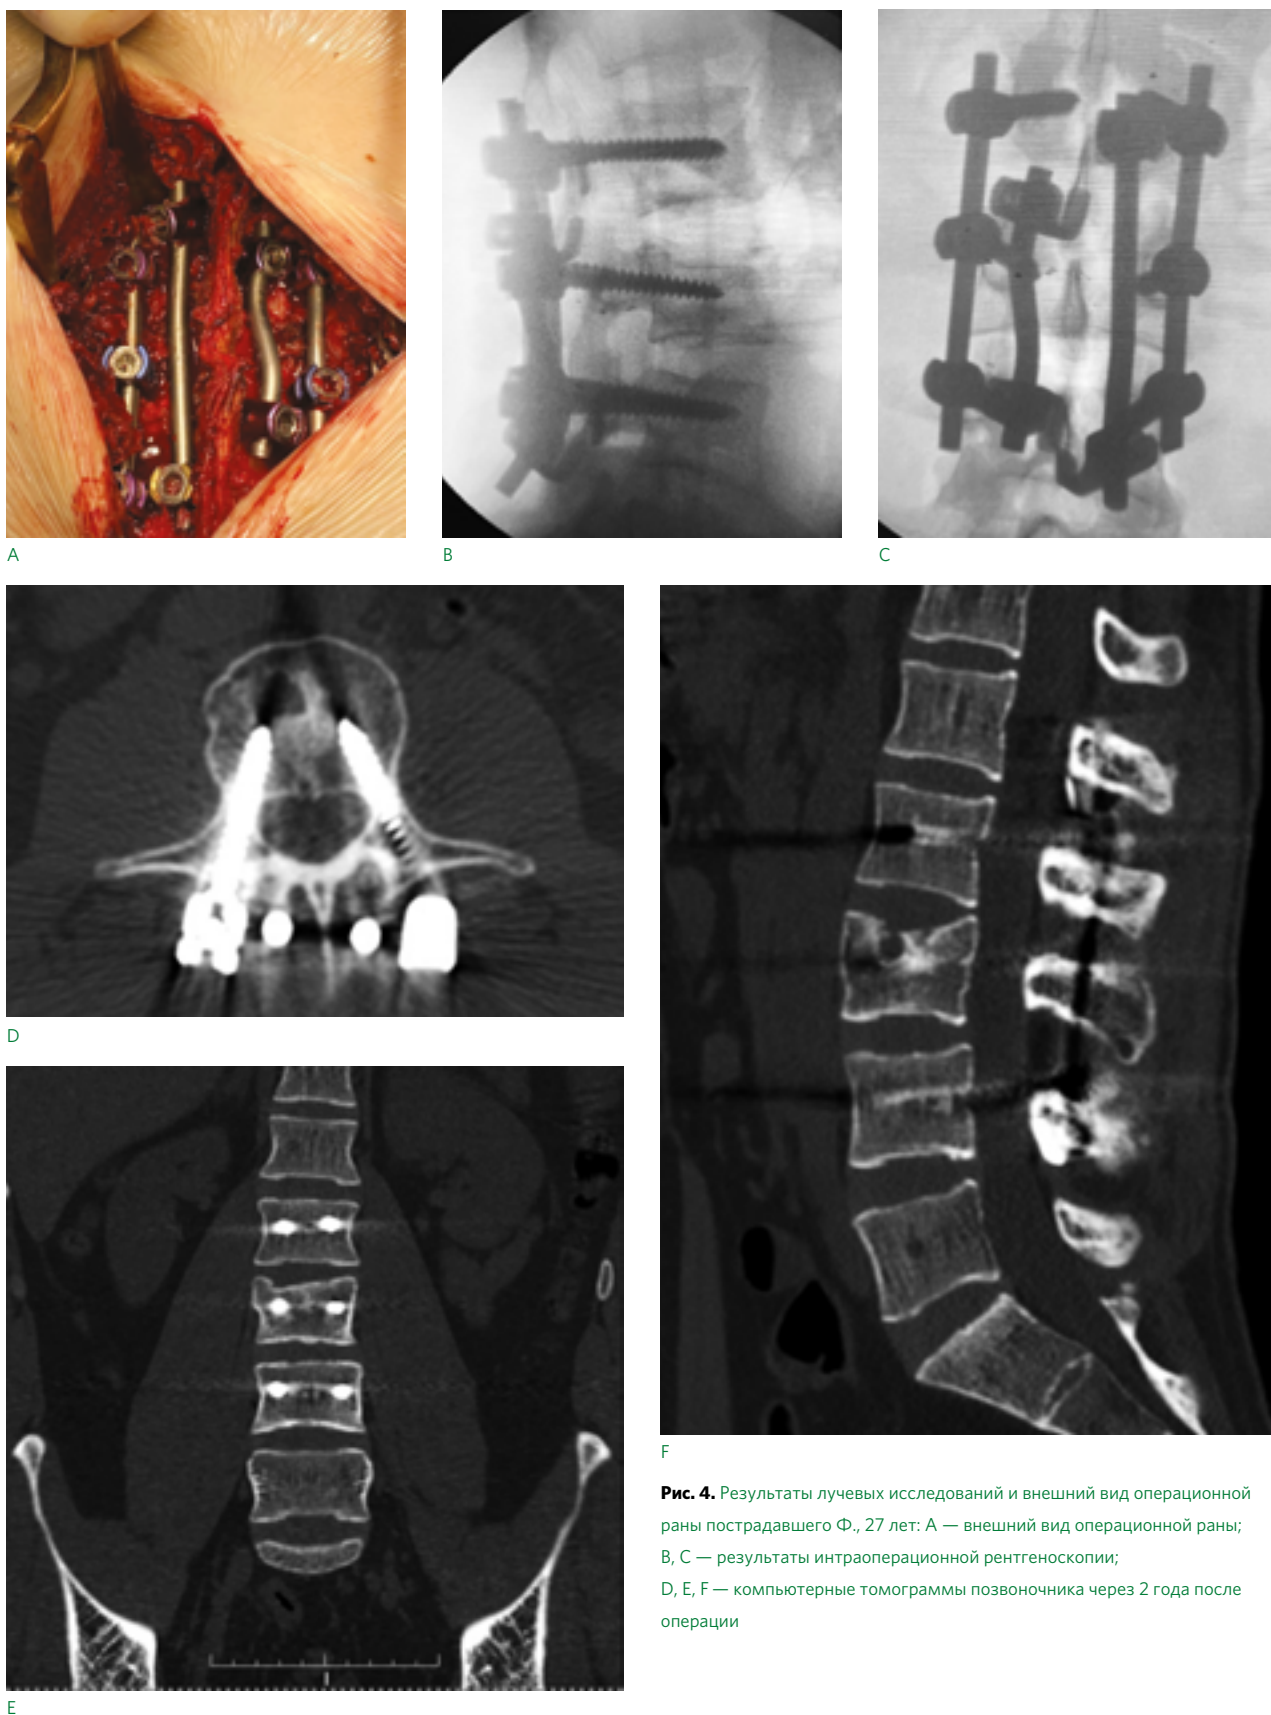 A
B
C
D
E
F
Рис. 4. Результаты лучевых исследований и внешний вид операционной
раны пострадавшего Ф., 27 лет: А — внешний вид операционной раны;
В, С — результаты интраоперационной рентгеноскопии;
D, E, F — компьютерные томограммы позвоночника через 2 года после
операции